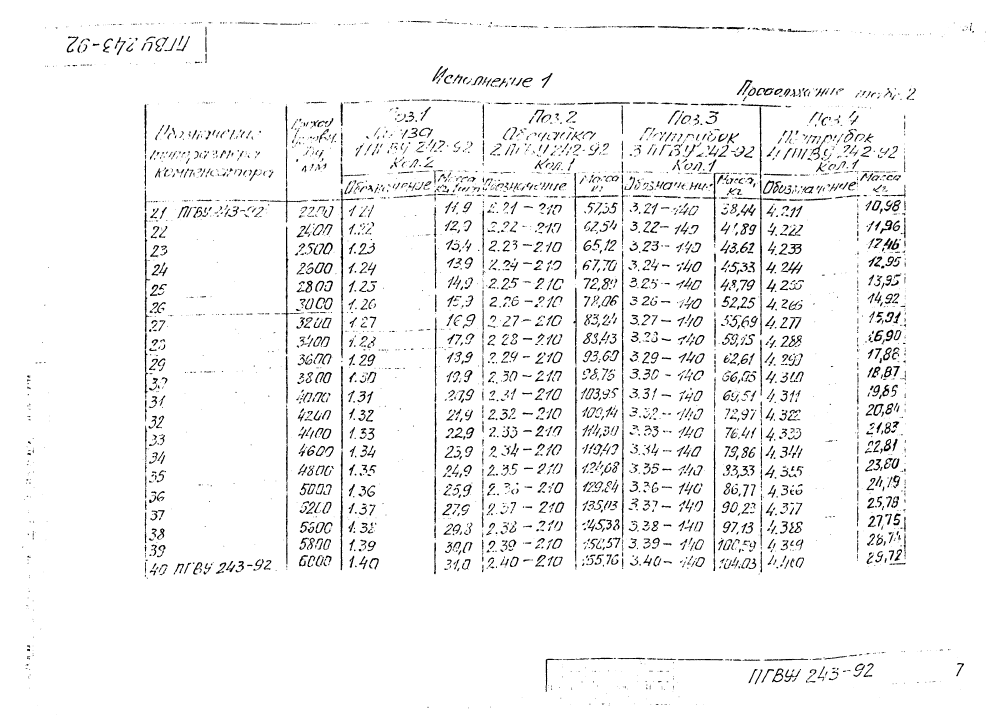 ПГВУ 243-92
Исполнение 1
Продолжение табл. 2
Обозначение типоразмера компенсатора
Проход условн. Ду, мм
Поз.1 Линза 1 ПГВУ 242-92 Кол.2
Поз.2 Обечайка 2 ПГВУ 242-92 Кол.1
Поз.3 Патрубок 3 ПГВУ 242-92 Кол.1
Поз.4 Патрубок 4 ПГВУ 242-92 Кол.1
Обозначение Масса Обозначение Масса кг Обозначение Масса, кг Обозначение Масса кг
21 ПГВУ 243-92 2200 1.21 11,9 2.21-210 57,35 3.21-140 38,44 4.211 10,98
22 2400 1.22 12,9 2.22-210 62,54 3.22-140 41,89 4.222 11,96
23 2500 1.23 13,4 2.23-210 65,12 3.23-140 43,62 4.233 12,46
24 2600 1.24 13,9 2.24-210 67,70 3.24-140 45,33 4.244 12,95
25 2800 1.25 14,9 2.25-210 72,89 3.25-140 48,79 4.255 13,95
26 3000 1.26 15,9 2.26-210 78,06 3.26-140 52,25 4.266 14,92
27 3200 1.27 16,9 2.27-210 83,24 3.27-140 55,69 4.277 15,91
28 3400 1.28 17,9 2.28-210 88,43 3.28-140 59,15 4.288 16,90
29 3600 1.29 18,9 2.29-210 93,60 3.29-140 62,61 4.299 17,88
30 3800 1.30 19,9 2.30-210 98,76 3.30-140 66,05 4.310 18,87
31 4000 1.31 20,9 2.31-210 103,95 3.31-140 69,51 4.311 19,85
32 4200 1.32 21,9 2.32-210 109,14 3.32-140 72,97 4.322 20,84
33 4400 1.33 22,9 2.33-210 114,30 3.33-140 76,41 4.333 21,83
34 4600 1.34 23,9 2.34-210 119,49 3.34-140 79,86 4.344 22,81
35 4800 1.35 24,9 2.35-210 124,68 3.35-140 83,33 4.355 23,80
36 5000 1.36 25,9 2.36-210 129,84 3.36-140 86,77 4.366 24,79
37 5200 1.37 27,9 2.37-210 135,03 3.37-140 90,23 4.377 25,78
38 5600 1.38 29,8 2.38-210 145,38 3.38-140 97,13 4.388 27,75
39 5800 1.39 30,0 2.39-210 150,57 3.39-140 100,59 4.399 28,74
40 ПГВУ 243-92 6000 1.40 31,0 2.40-210 155,76 3.40-140 104,03 4.400 29,72
ПГВУ 243-92 7